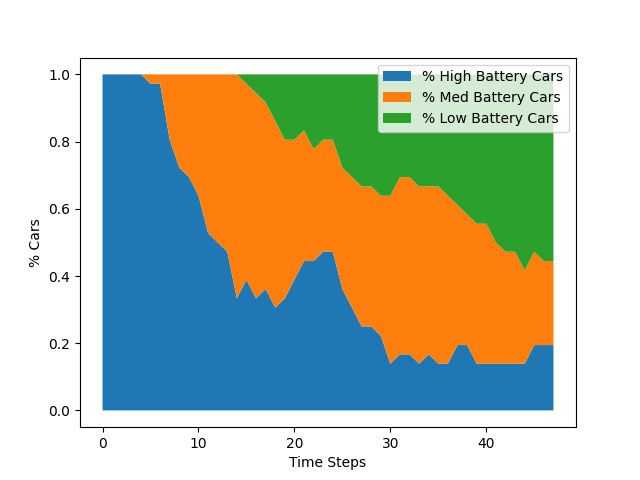 % High Battery Cars
% Med Battery Cars
% Low Battery Cars
% Cars
1.0
0.8
0.6
0.4
0.2
0.0
0 10 20 30 40
Time Steps